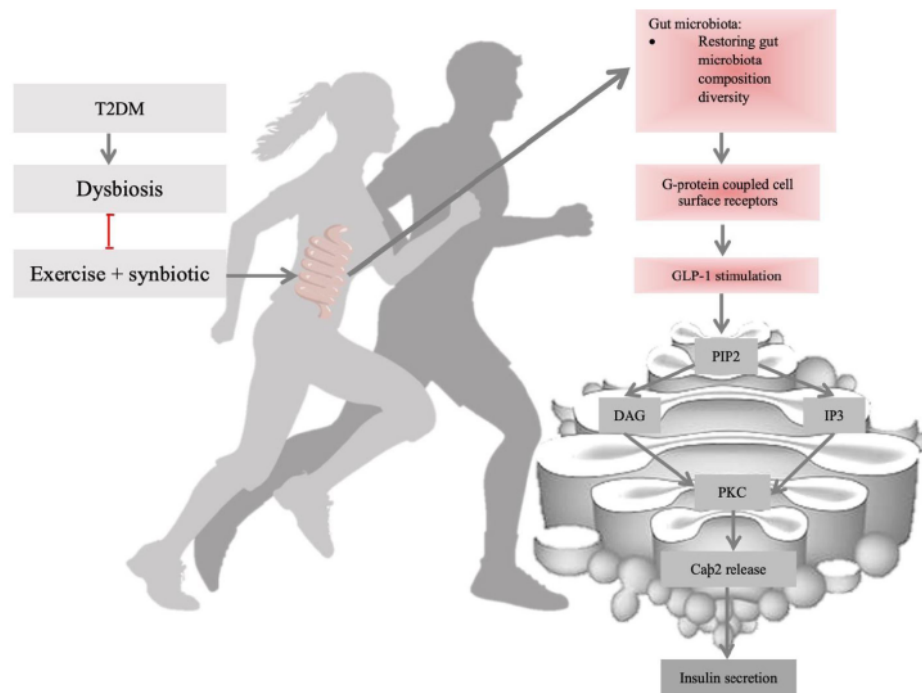 T2DM
Dysbiosis
Exercise + synbiotic
Gut microbiota:
• Restoring gut
microbiota
composition
diversity
G-protein coupled cell
surface receptors
GLP-1 stimulation
PIP2
DAG
IP3
PKC
Caþ2 release
Insulin secretion